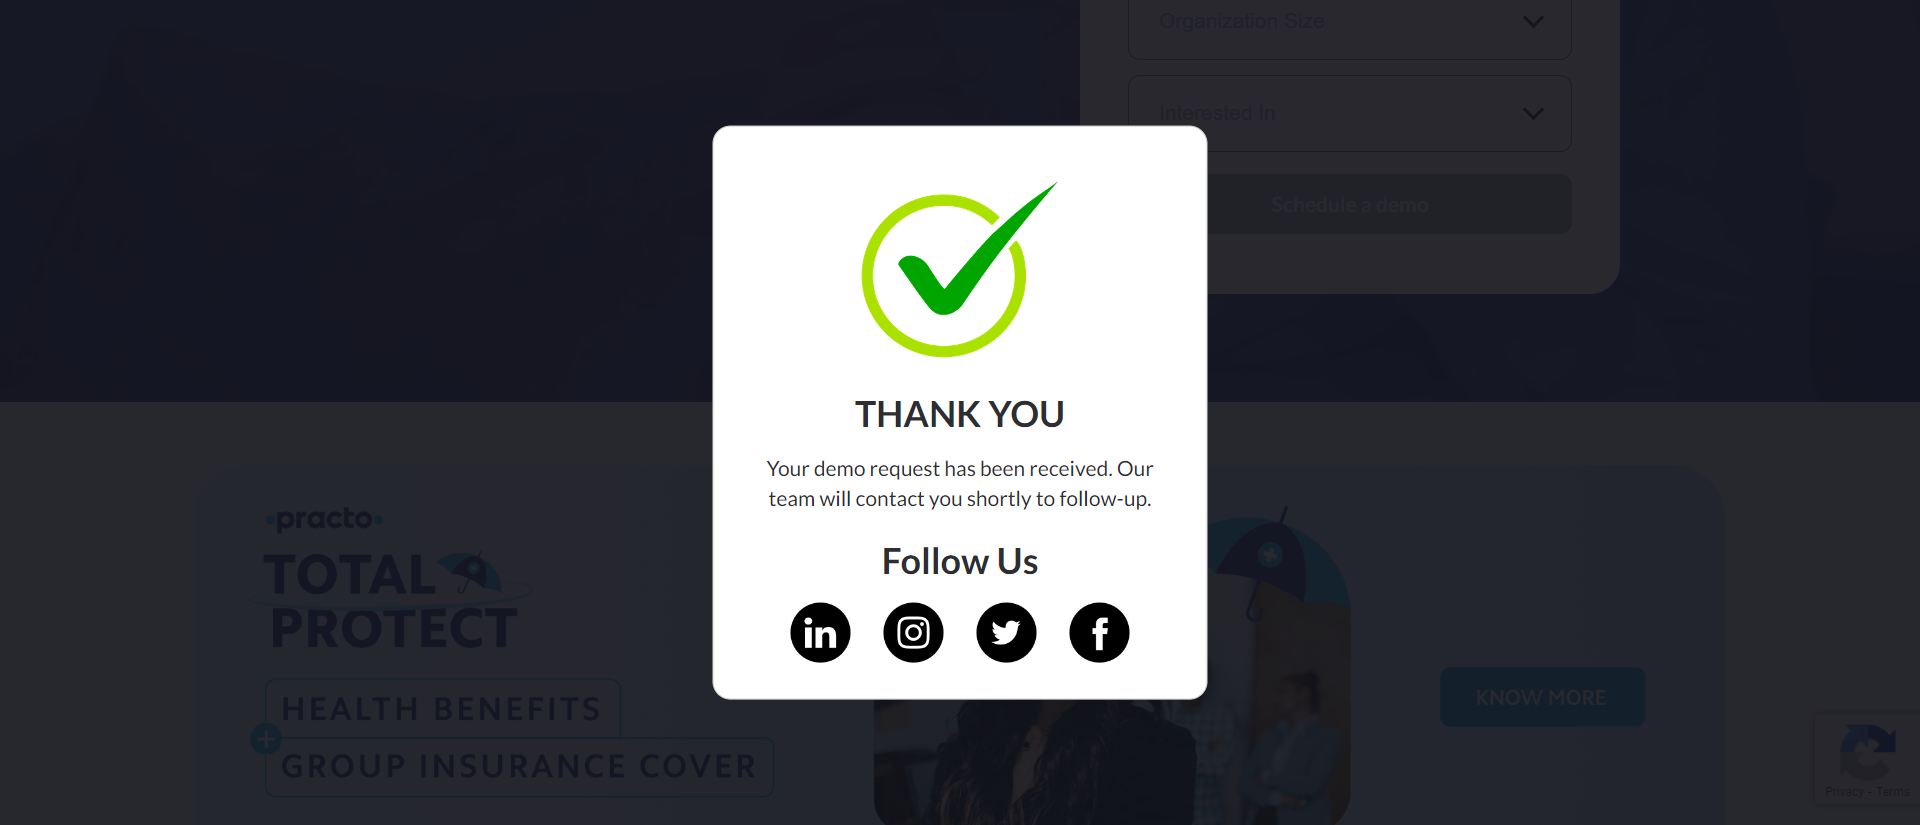 Organization Size
Interested In
Schedule a demo
THANK YOU
Your demo request has been received. Our
team will contact you shortly to follow-up.
Follow Us
practo
TOTAL
PROTECT
HEALTH BENEFITS
GROUP INSURANCE COVER
KNOW MORE
Privacy - Terms